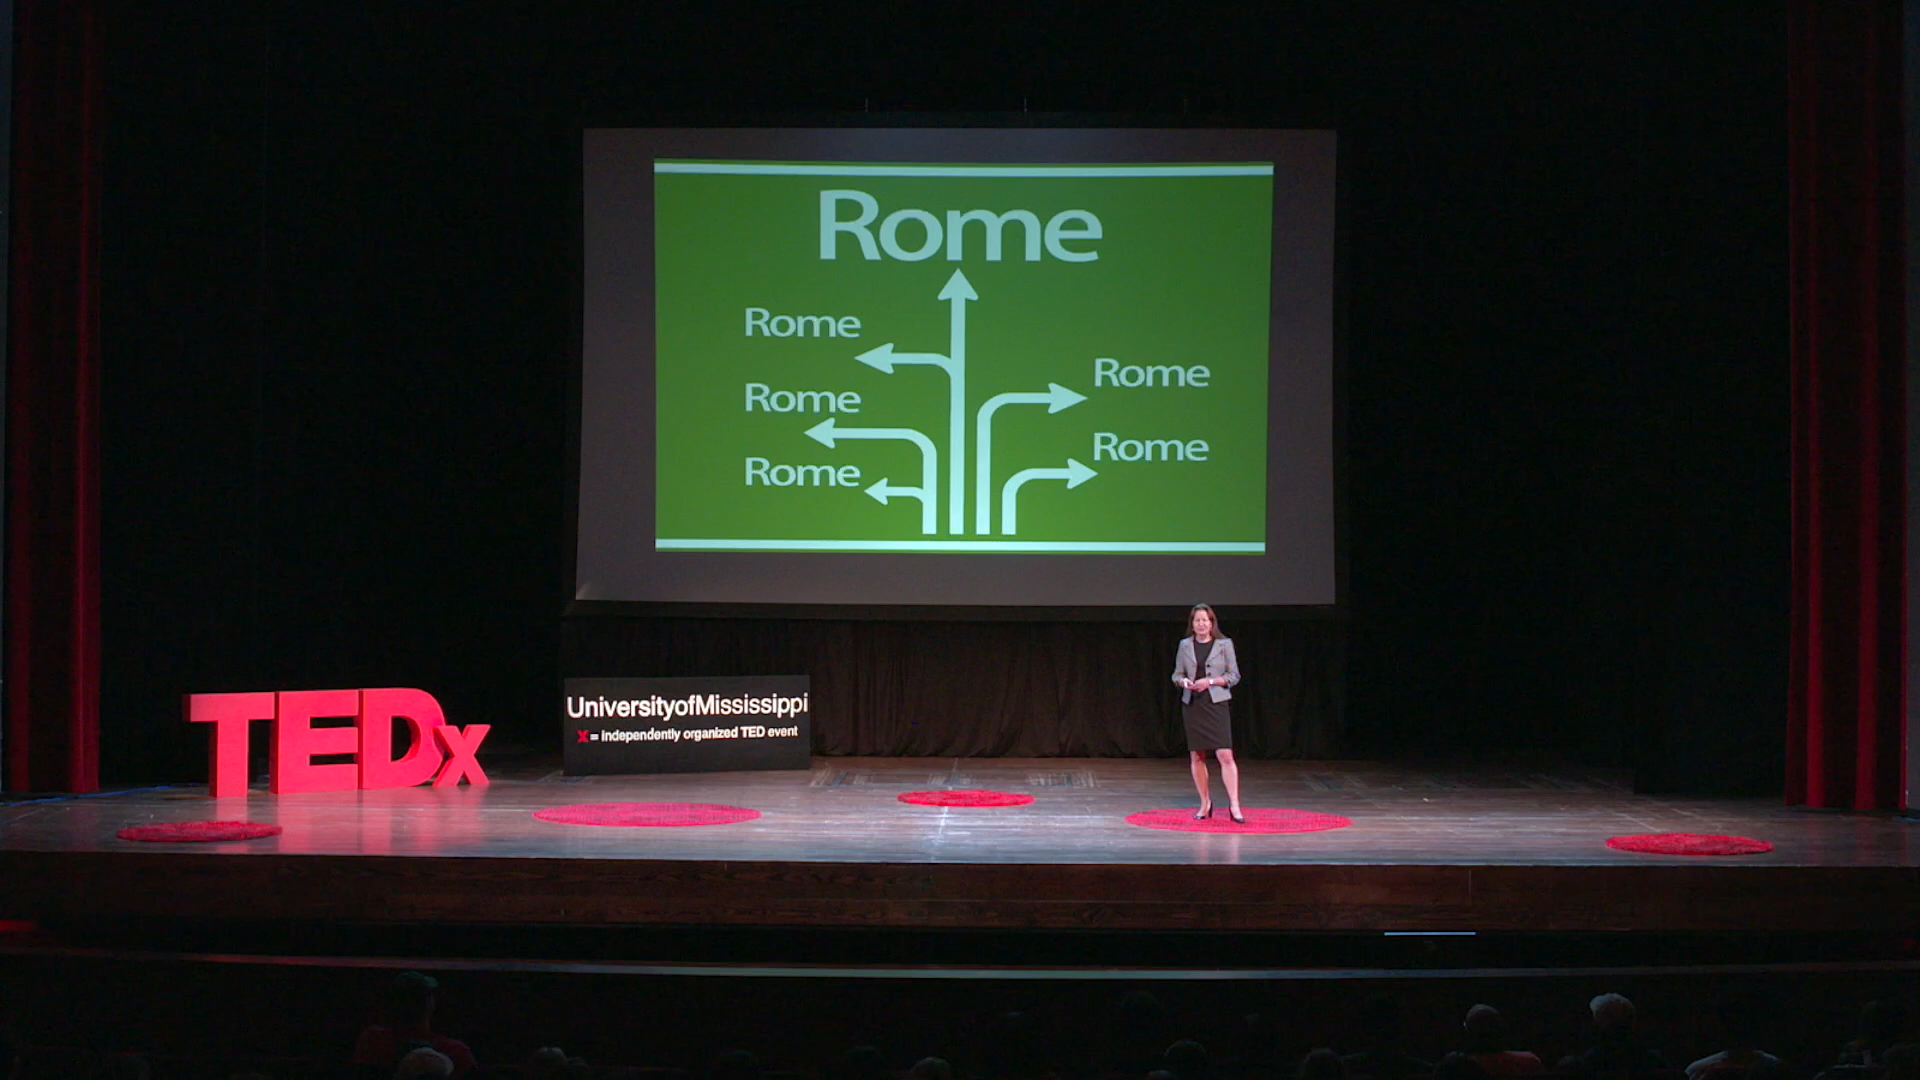 Rome
Rome
Rome
Rome
Rome
Rome
TEDx
UniversityofMississippi
x = independently organized TED event